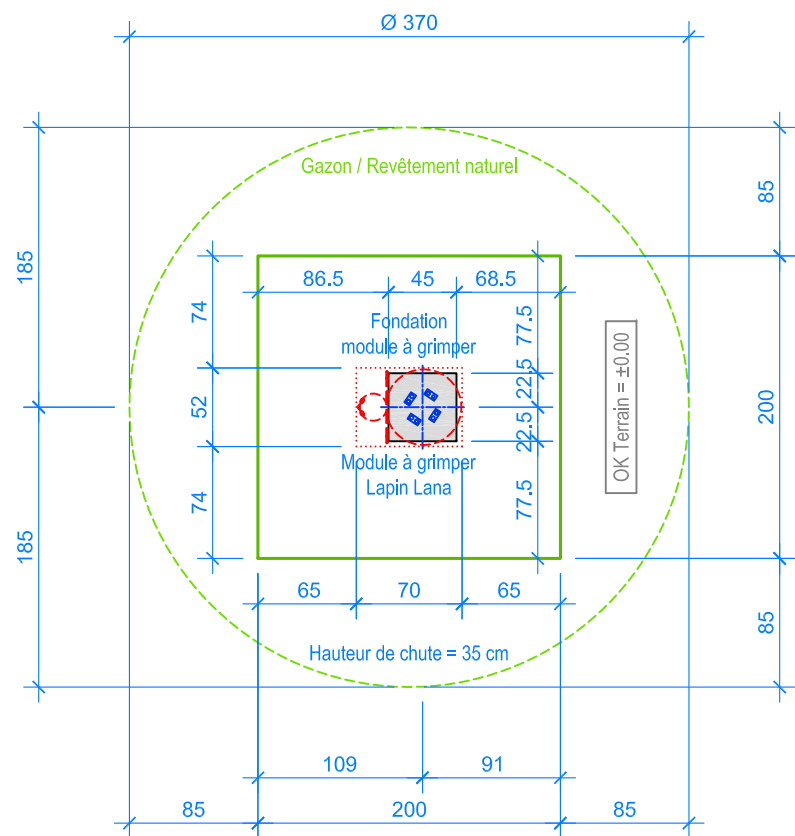 Ø 370
Gazon / Revêtement naturel
85
185
86.5
45
68.5
74
77.5
Fondation
module à grimper
22.5
52
OK Terrain = ±0.00
200
22.5
Module à grimper
Lapin Lana
74
77.5
185
65
70
65
85
Hauteur de chute = 35 cm
109
91
85
200
85